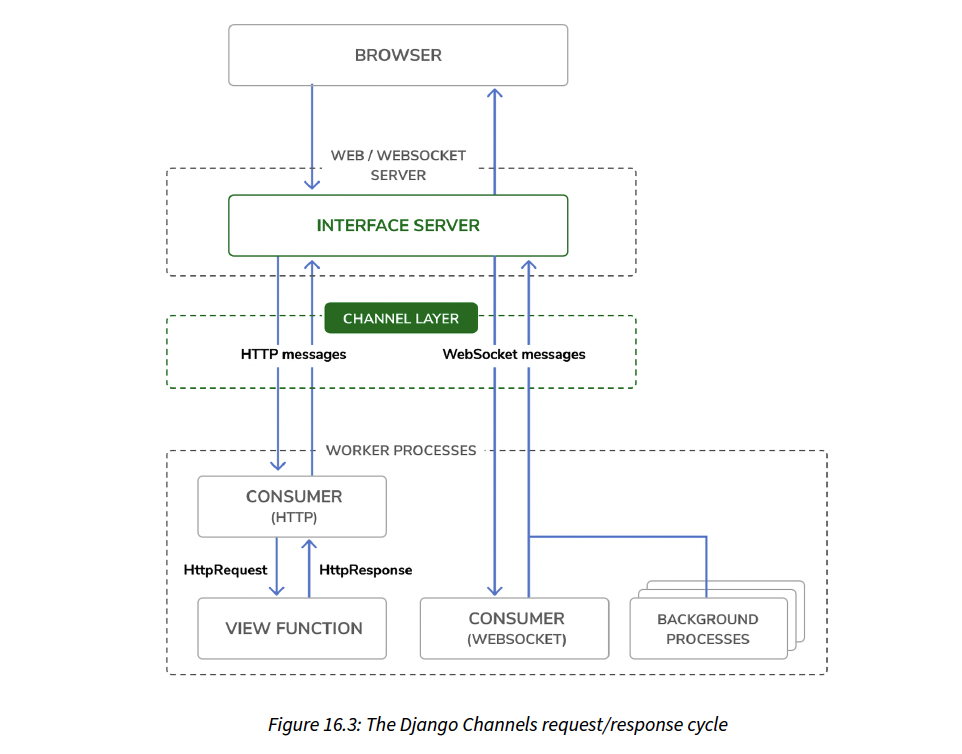 BROWSER
WEB / WEBSOCKET
SERVER
INTERFACE SERVER
CHANNEL LAYER
HTTP messages
WebSocket messages
WORKER PROCESSES
CONSUMER
(HTTP)
HttpRequest
HttpResponse
VIEW FUNCTION
CONSUMER
(WEBSOCKET)
BACKGROUND
PROCESSES
Figure 16.3: The Django Channels request/response cycle